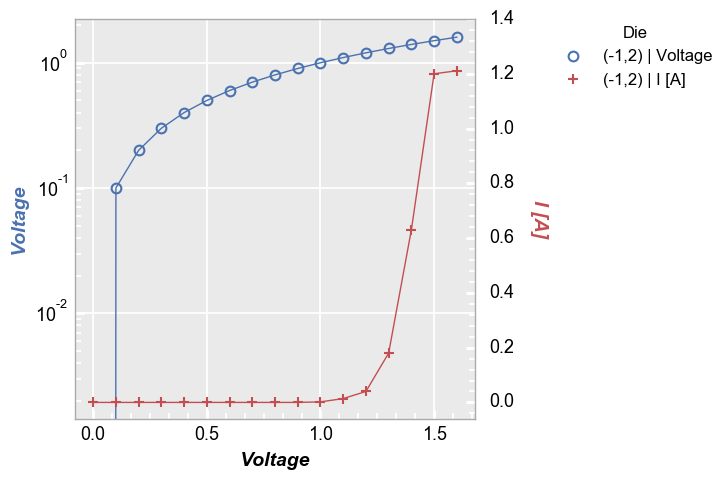 1.4
Die
(-1,2) | Voltage
(-1,2) | I [A]
10^0
1.2
1.0
10^-1
0.8
Voltage
I [A]
0.6
0.4
10^-2
0.2
0.0
0.0 0.5 1.0 1.5
Voltage